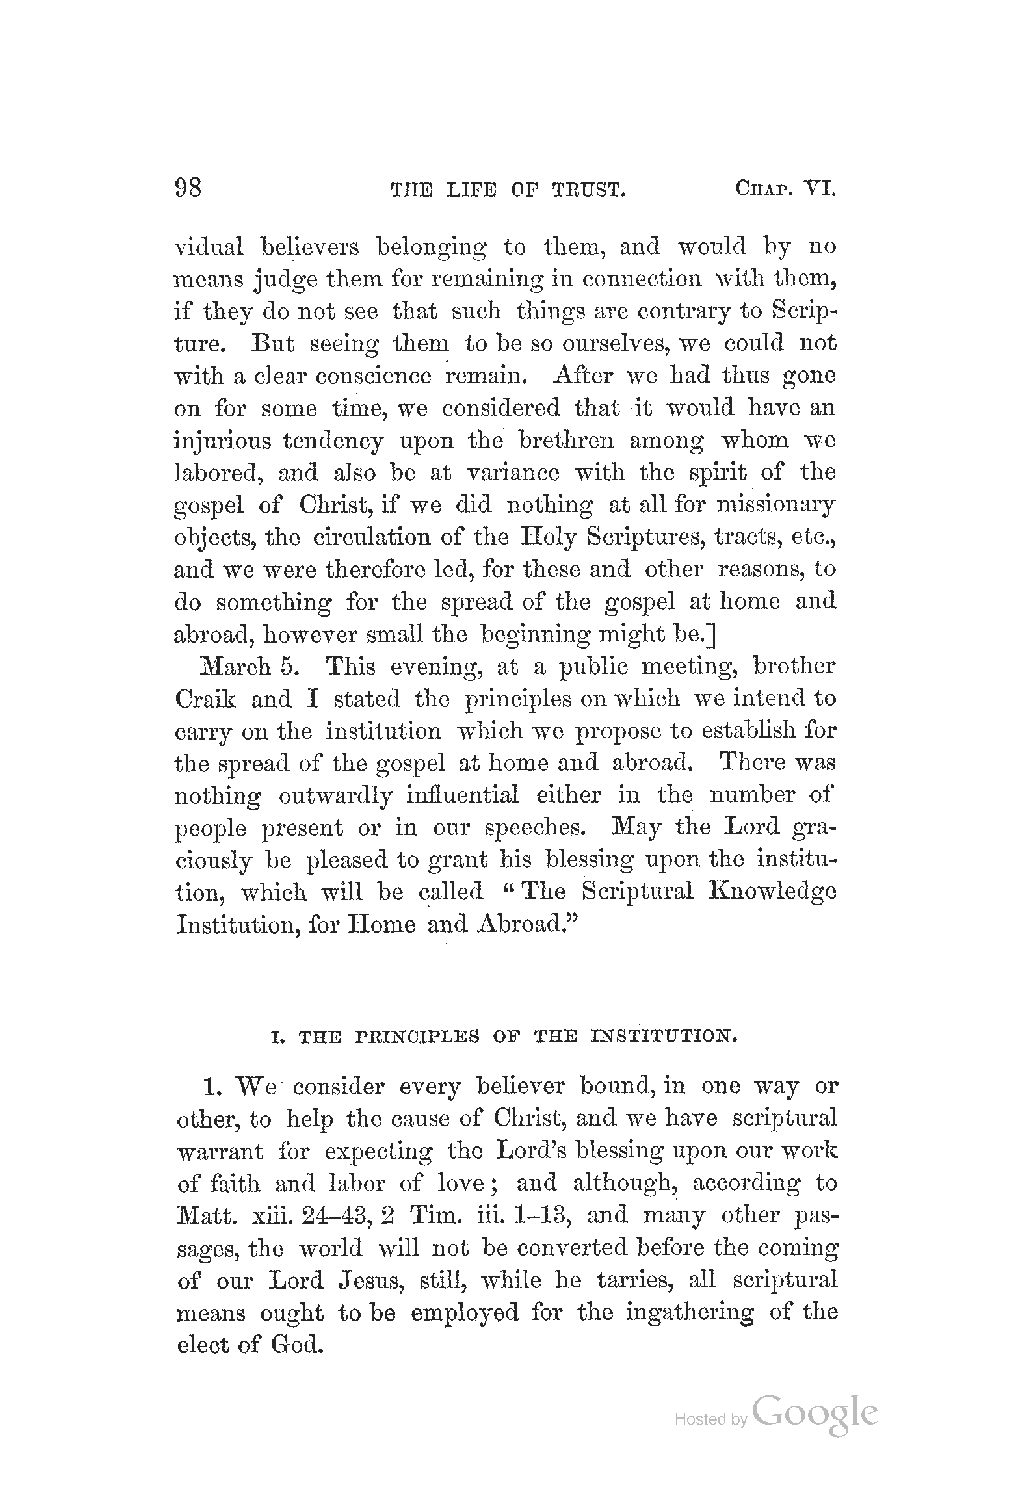 98 THE LIFE OF TRUST. CHAP. VI.
vidual believers belonging to them, and would by no
means judge them for remaining in connection with them,
if they do not see that such things are contrary to Scrip-
ture. But seeing them to be so ourselves, we could not
with a clear conscience remain. After we had thus gone
on for some time, we considered that it would have an
injurious tendency upon the brethren among whom we
labored, and also be at variance with the spirit of the
gospel of Christ, if we did nothing at all for missionary
objects, the circulation of the Holy Scriptures, tracts, etc.,
and we were therefore led, for these and other reasons, to
do something for the spread of the gospel at home and
abroad, however small the beginning might be.]
March 5. This evening, at a public meeting, brother
Craik and I stated the principles on which we intend to
carry on the institution which we propose to establish for
the spread of the gospel at home and abroad. There was
nothing outwardly influential either in the number of
people present or in our speeches. May the Lord gra-
ciously be pleased to grant his blessing upon the institu-
tion, which will be called “The Scriptural Knowledge
Institution, for Home and Abroad.”
I. THE PRINCIPLES OF THE INSTITUTION.
1. We consider every believer bound, in one way or
other, to help the cause of Christ, and we have scriptural
warrant for expecting the Lord’s blessing upon our work
of faith and labor of love; and although, according to
Matt. xiii. 24–43, 2 Tim. iii. 1–13, and many other pas-
sages, the world will not be converted before the coming
of our Lord Jesus, still, while he tarries, all scriptural
means ought to be employed for the ingathering of the
elect of God.
Hosted by Google